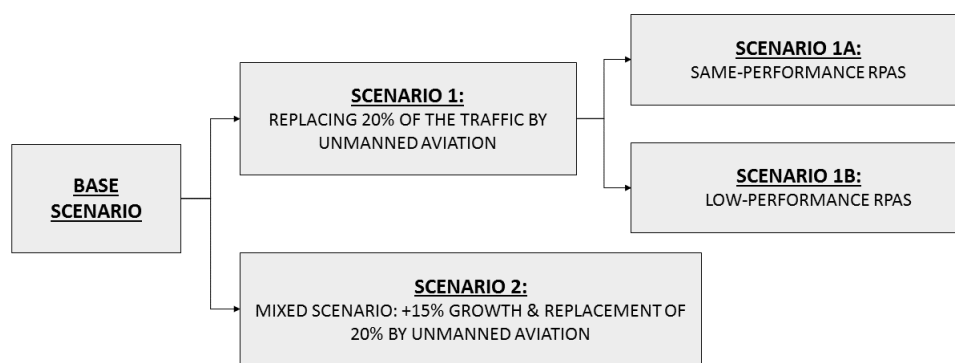 BASE
SCENARIO
SCENARIO 1:
REPLACING 20% OF THE TRAFFIC BY
UNMANNED AVIATION
SCENARIO 1A:
SAME-PERFORMANCE RPAS
SCENARIO 1B:
LOW-PERFORMANCE RPAS
SCENARIO 2:
MIXED SCENARIO: +15% GROWTH & REPLACEMENT OF
20% BY UNMANNED AVIATION